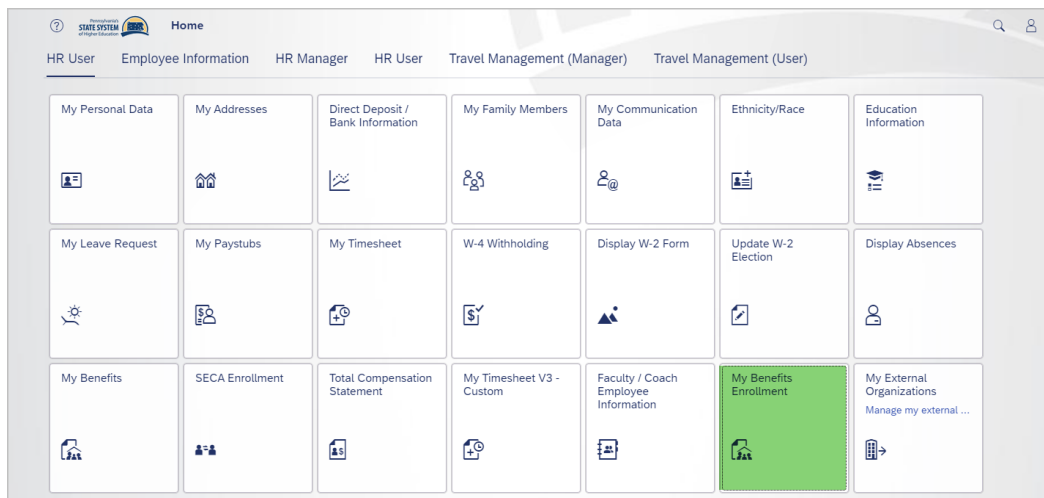 Pennsylvania's
STATE SYSTEM
of Higher Education
Home
HR User Employee Information HR Manager HR User Travel Management (Manager) Travel Management (User)
My Personal Data
My Addresses
Direct Deposit /
Bank Information
My Family Members
My Communication
Data
Ethnicity/Race
Education
Information
My Leave Request
My Paystubs
My Timesheet
W-4 Withholding
Display W-2 Form
Update W-2
Election
Display Absences
My Benefits
SECA Enrollment
Total Compensation
Statement
My Timesheet V3 -
Custom
Faculty / Coach
Employee
Information
My Benefits
Enrollment
My External
Organizations
Manage my external ...